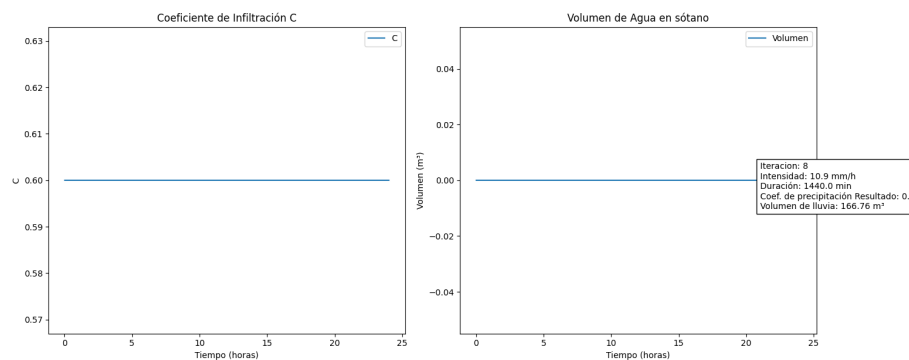 Coeficiente de Infiltración C
C
0.63
0.62
0.61
0.60
0.59
0.58
0.57
C
0
5
10
15
20
25
Tiempo (horas)
Volumen de Agua en sótano
Volumen
0.04
0.02
0.00
−0.02
−0.04
Volumen (m³)
0
5
10
15
20
25
Tiempo (horas)
Iteracion: 8
Intensidad: 10.9 mm/h
Duración: 1440.0 min
Coef. de precipitación Resultado: 0.
Volumen de lluvia: 166.76 m³